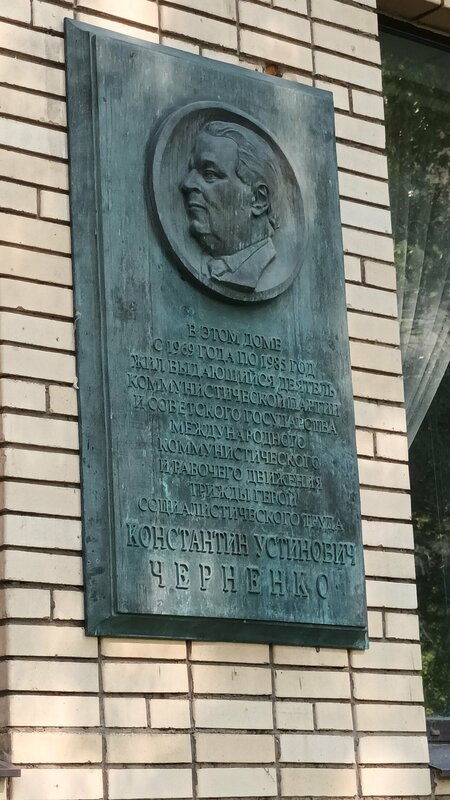 В ЭТОМ ДОМЕ
С 1969 ГОДА ПО 1985 ГОД
ЖИЛ ВЫДАЮЩИЙСЯ ДЕЯТЕЛЬ
КОММУНИСТИЧЕСКОЙ ПАРТИИ
И СОВЕТСКОГО ГОСУДАРСТВА
МЕЖДУНАРОДНОГО
КОММУНИСТИЧЕСКОГО
И РАБОЧЕГО ДВИЖЕНИЯ
ТРИЖДЫ ГЕРОЙ
СОЦИАЛИСТИЧЕСКОГО ТРУДА
КОНСТАНТИН УСТИНОВИЧ
ЧЕРНЕНКО